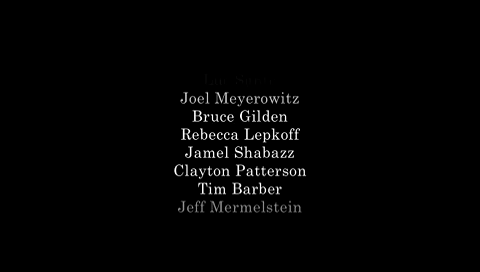 Joel Meyerowitz
Bruce Gilden
Rebecca Lepkoff
Jamel Shabazz
Clayton Patterson
Tim Barber
Jeff Mermelstein